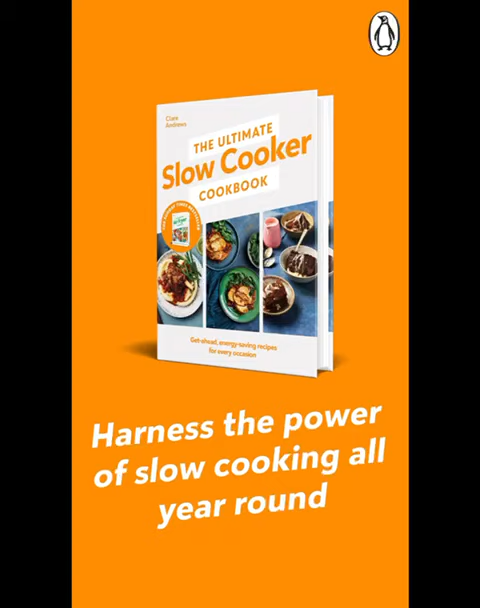 Clare
Andrews
THE ULTIMATE
Slow Cooker
COOKBOOK
Get-ahead, energy-saving recipes
for every occasion
Harness the power
of slow cooking all
year round